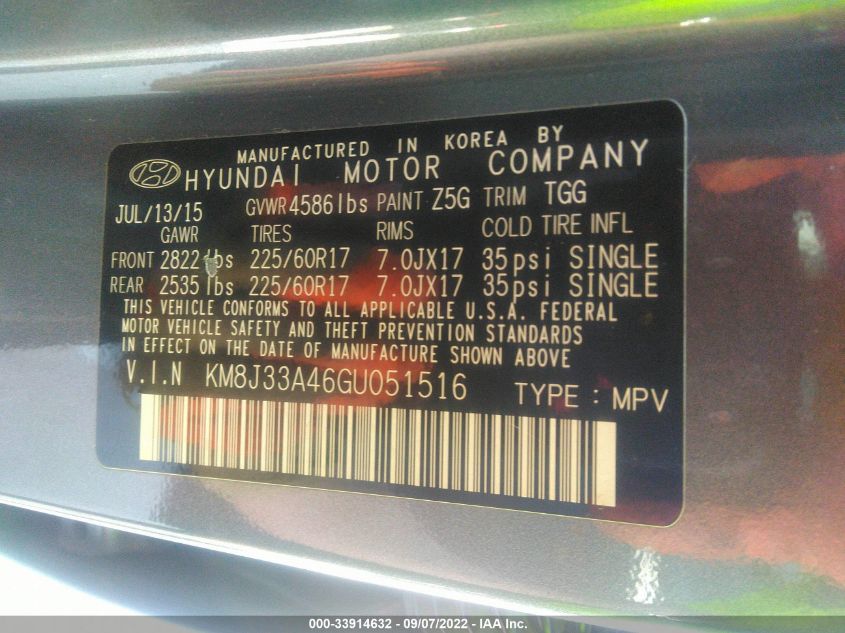 MANUFACTURED IN KOREA BY
HYUNDAI MOTOR COMPANY
JUL/13/15 GVWR 4586 lbs PAINT Z5G TRIM TGG
GAWR TIRES RIMS COLD TIRE INFL
FRONT 2822 lbs 225/60R17 7.0JX17 35psi SINGLE
REAR 2535 lbs 225/60R17 7.0JX17 35psi SINGLE
THIS VEHICLE CONFORMS TO ALL APPLICABLE U.S.A. FEDERAL
MOTOR VEHICLE SAFETY AND THEFT PREVENTION STANDARDS
IN EFFECT ON THE DATE OF MANUFACTURE SHOWN ABOVE
V.I.N KM8J33A46GU051516 TYPE : MPV
000-33914632 - 09/07/2022 - IAA Inc.